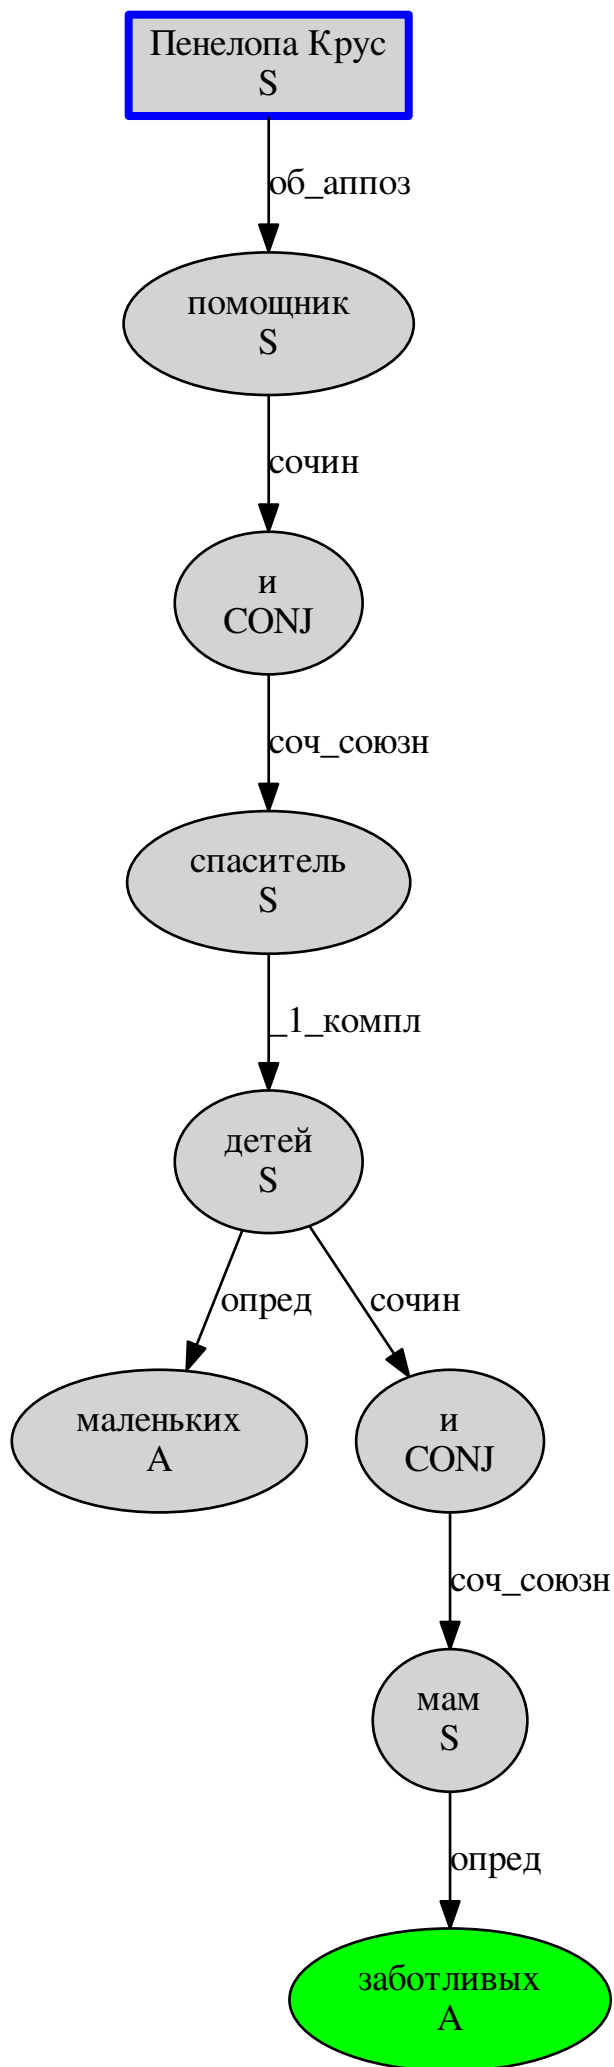 Пенелопа Крус
S
об_аппоз
помощник
S
сочин
и
CONJ
соч_союзн
спаситель
S
_1_компл
детей
S
опред
сочин
маленьких
A
и
CONJ
соч_союзн
мам
S
опред
заботливых
A